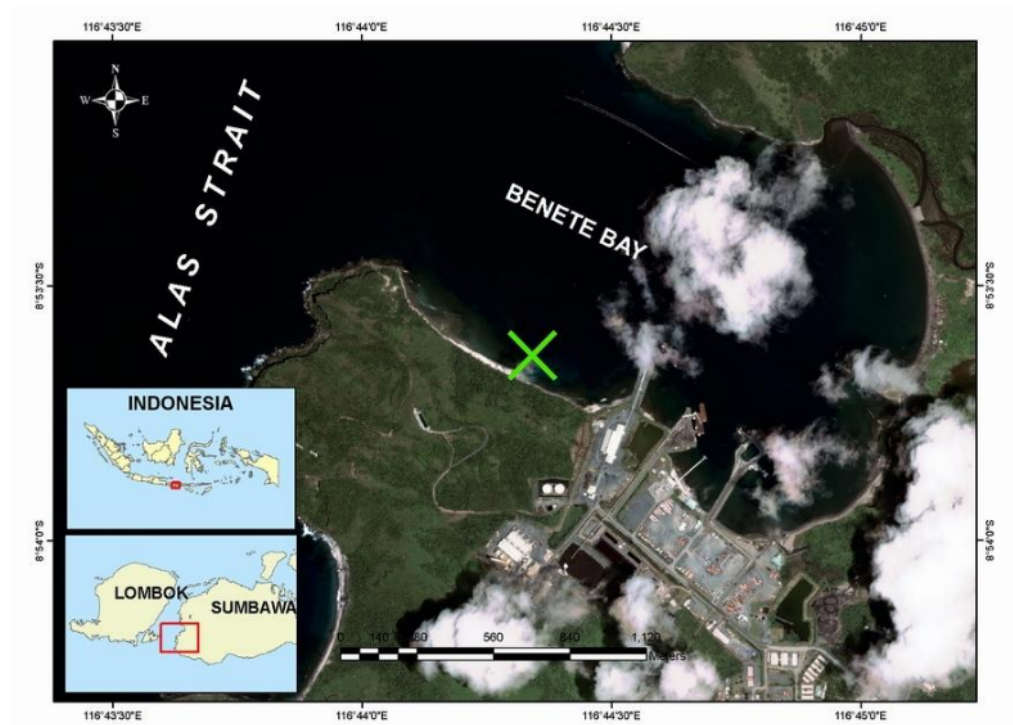 116°43'30"E 116°44'0"E 116°44'30"E 116°45'0"E
N
W E
S
ALAS STRAIT
BENETE BAY
8°53'30"S 8°53'30"S
INDONESIA
8°54'0"S 8°54'0"S
LOMBOK
SUMBAWA
0 140 280 560 840 1,120
Meters
116°43'30"E 116°44'0"E 116°44'30"E 116°45'0"E